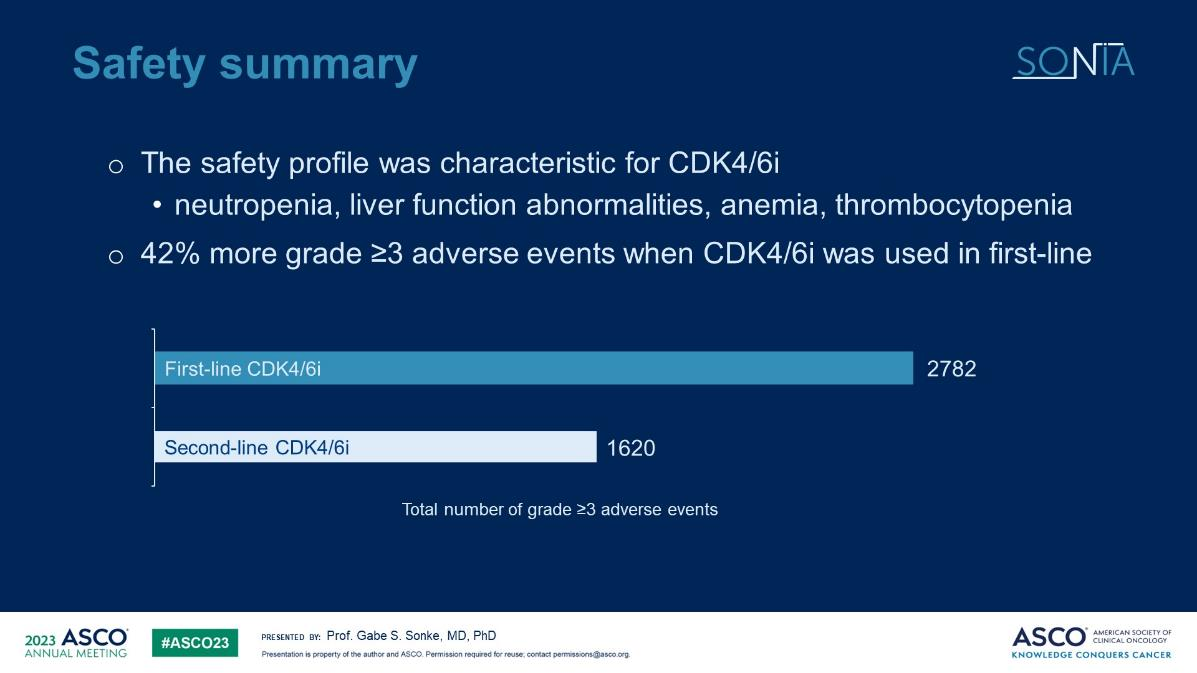 Safety summary
SONIA
The safety profile was characteristic for CDK4/6i
neutropenia, liver function abnormalities, anemia, thrombocytopenia
42% more grade ≥3 adverse events when CDK4/6i was used in first-line
First-line CDK4/6i 2782
Second-line CDK4/6i 1620
Total number of grade ≥3 adverse events
2023 ASCO®
ANNUAL MEETING
#ASCO23
PRESENTED BY: Prof. Gabe S. Sonke, MD, PhD
Presentation is property of the author and ASCO. Permission required for reuse; contact permissions@asco.org.
ASCO® AMERICAN SOCIETY OF
CLINICAL ONCOLOGY
KNOWLEDGE CONQUERS CANCER